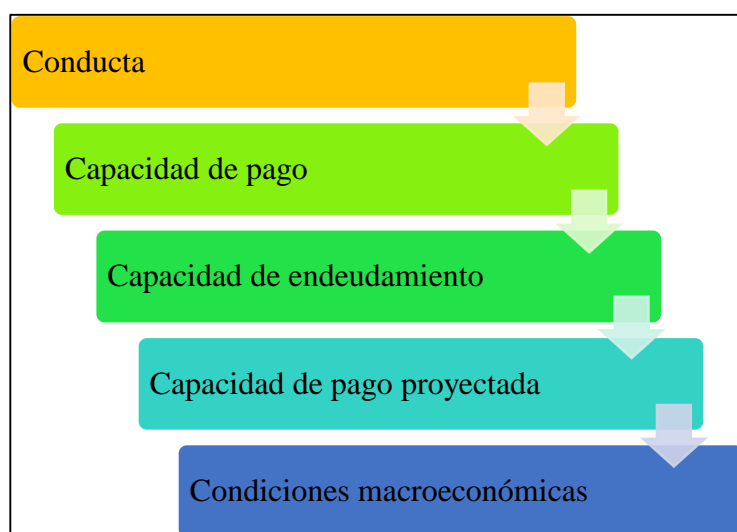 Conducta
Capacidad de pago
Capacidad de endeudamiento
Capacidad de pago proyectada
Condiciones macroeconómicas